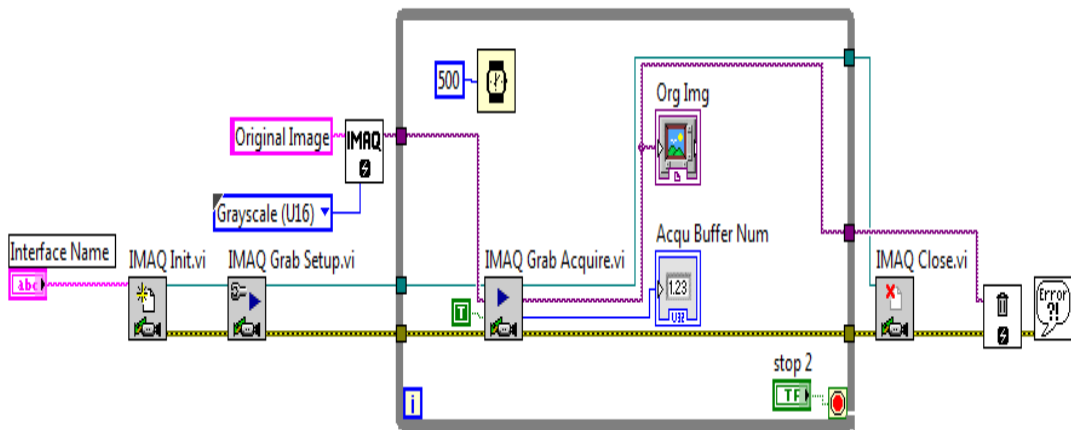 500
Org Img
Original Image
IMAQ
Grayscale (U16)
Interface Name
abc
IMAQ Init.vi
IMAQ Grab Setup.vi
IMAQ Grab Acquire.vi
T
Acqu Buffer Num
1.23
U32
IMAQ Close.vi
Error
?!
stop 2
TF
i